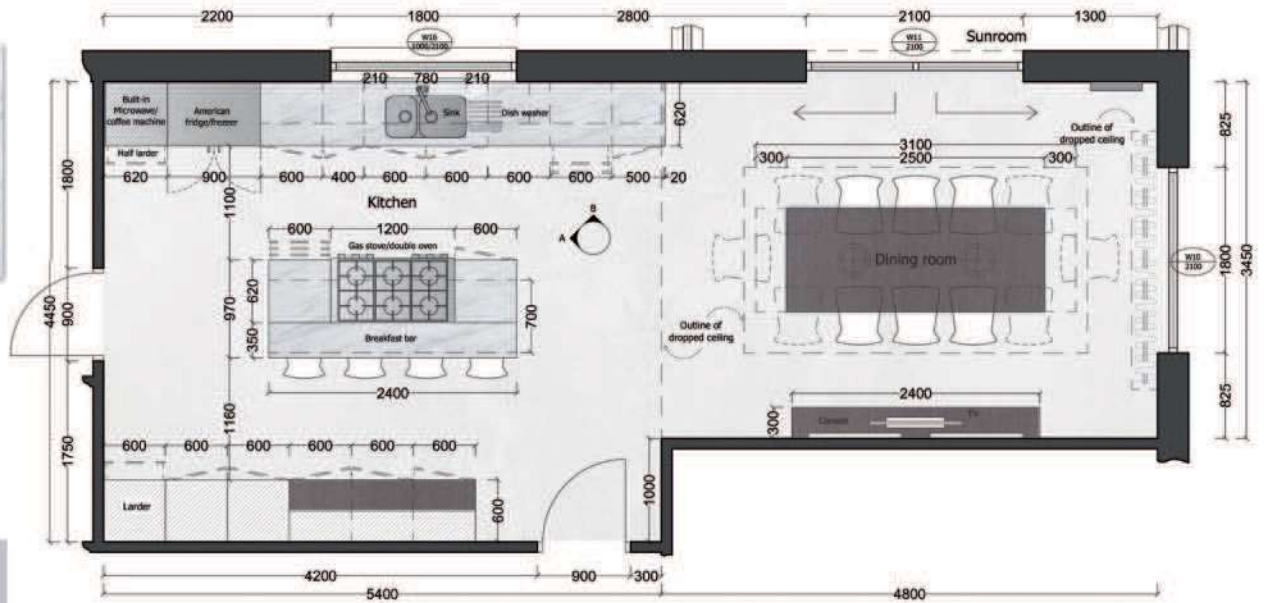 2200 1800 2800 2100 1300
W16
1000/2100
W11
2100
Sunroom
210 780 210
Built-in
Microwave/
coffee machine
American
fridge/freezer
Sink
Dish washer
620
825
Outline of
dropped ceiling
Half larder
3100
300 2500 300
620 900 600 400 600 600 600 600 500 20
1800
1100
Kitchen
B
A
600 1200 600
Gas stove/double oven
Dining room
W10
2100
1800
3450
4450
900
970
620
350
700
Breakfast bar
Outline of
dropped ceiling
2400
2400
300
TV
825
1160
1750
600 600 600 600 600 600
Larder
600
1000
4200 900 300
5400 4800